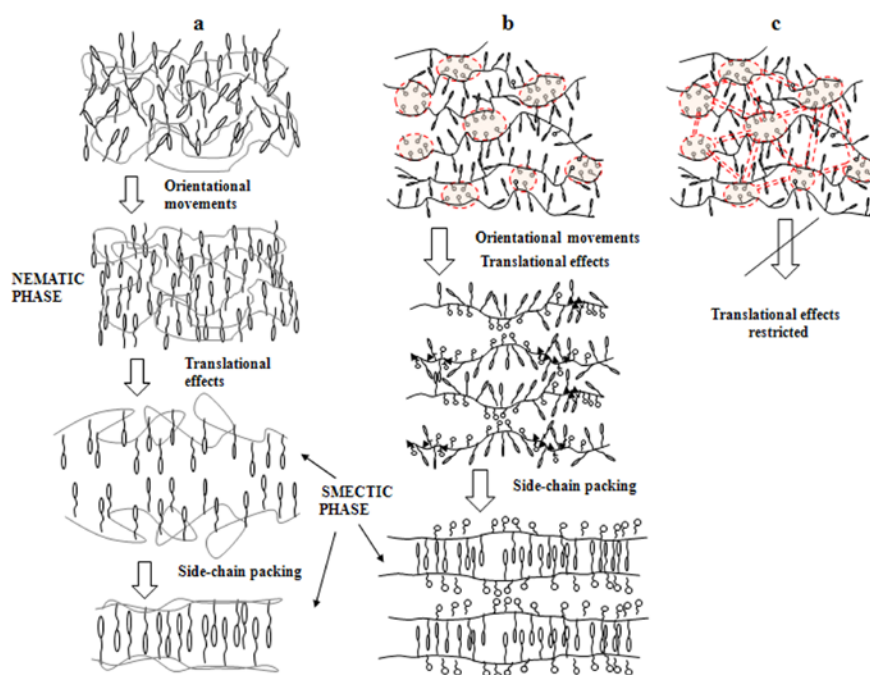 a
Orientational
movements
NEMATIC
PHASE
Translational
effects
Side-chain packing
SMECTIC
PHASE
b
Orientational movements
Translational effects
Side-chain packing
c
Translational effects
restricted